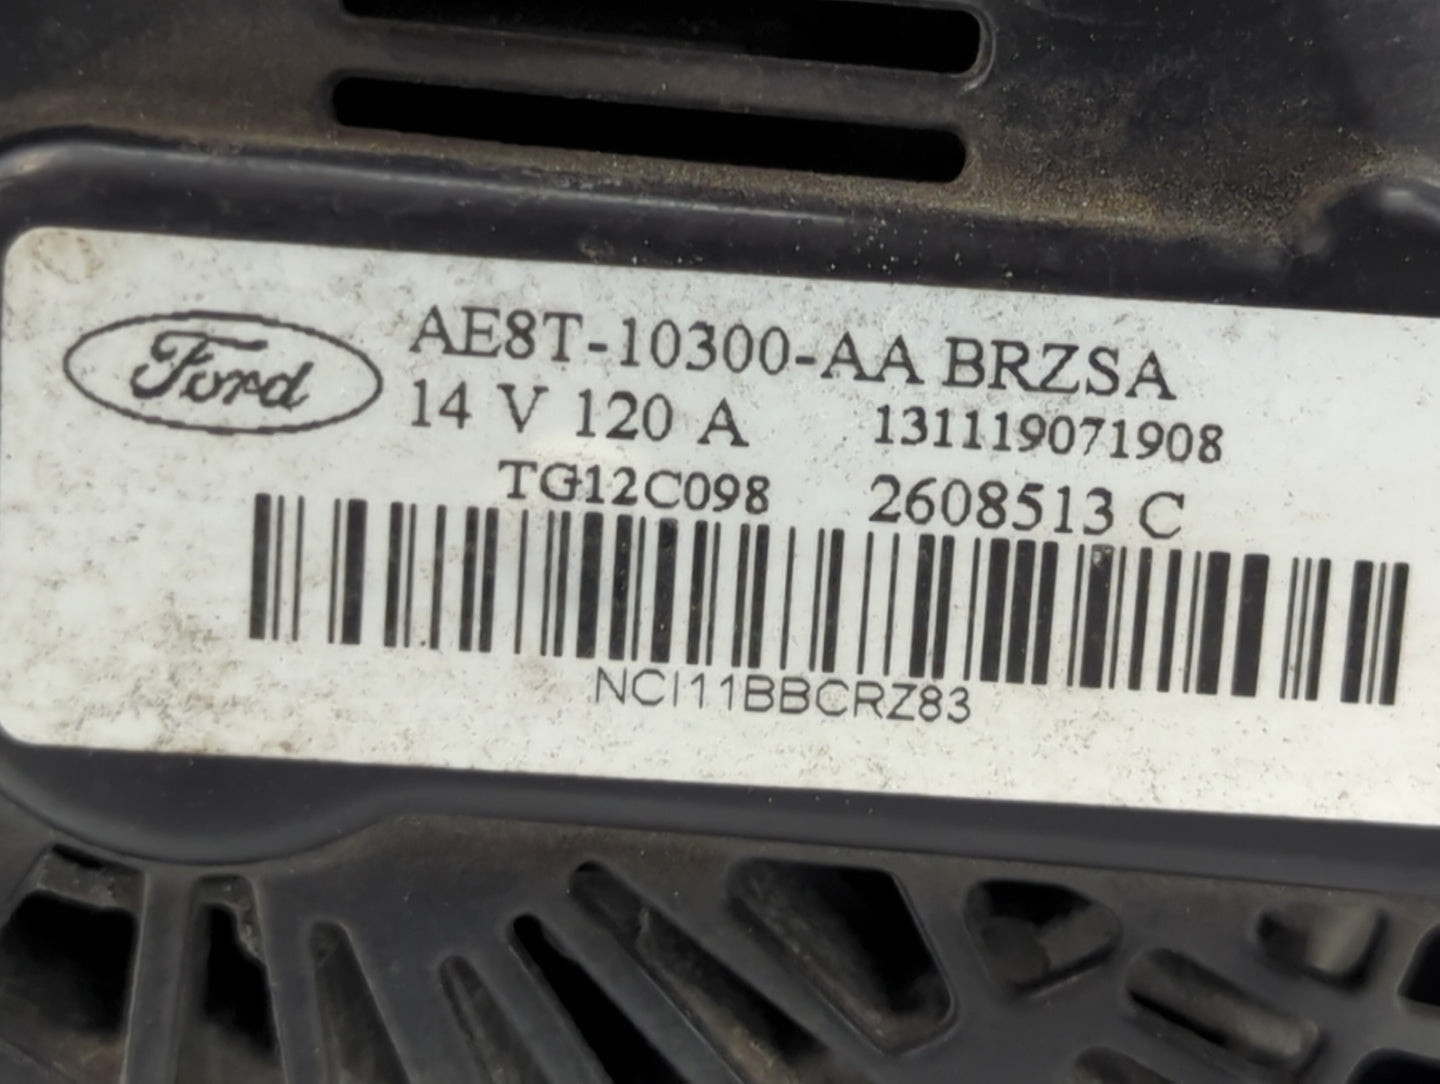 Ford
AE8T-10300-AA BRZSA
14 V 120 A 131119071908
TG12C098 2608513 C
NCI11BBCRZ83